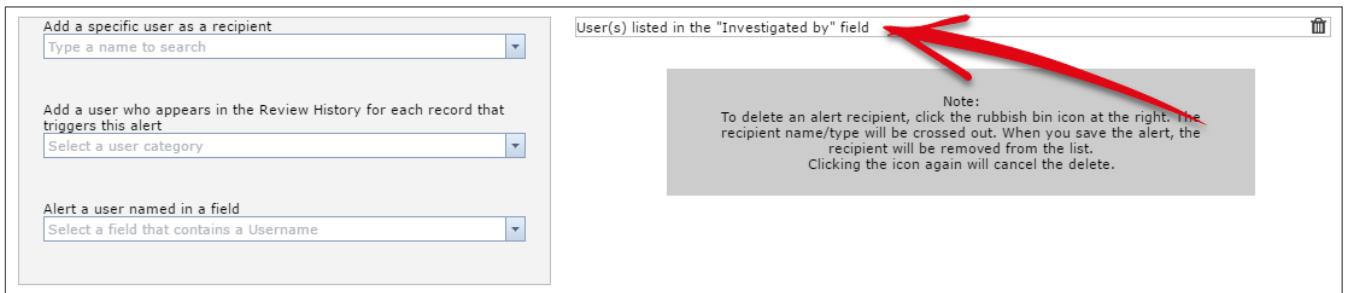 Add a specific user as a recipient
Type a name to search
Add a user who appears in the Review History for each record that
triggers this alert
Select a user category
Alert a user named in a field
Select a field that contains a Username
User(s) listed in the "Investigated by" field
Note:
To delete an alert recipient, click the rubbish bin icon at the right. The
recipient name/type will be crossed out. When you save the alert, the
recipient will be removed from the list.
Clicking the icon again will cancel the delete.